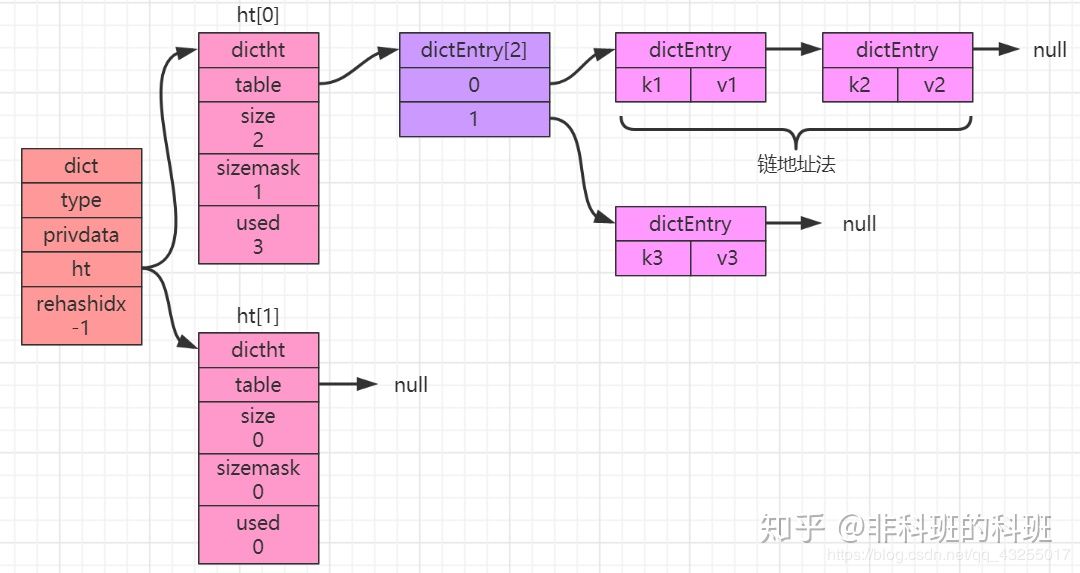 ht[0]
dictht
table
size
2
sizemask
1
used
3
dictEntry[2]
0
1
dictEntry
k1 v1
dictEntry
k2 v2
null
链地址法
dictEntry
k3 v3
null
dict
type
privdata
ht
rehashidx
-1
ht[1]
dictht
table
size
0
sizemask
0
used
0
null
知乎 @非科班的科班
https://blog.csdn.net/qq_43255017